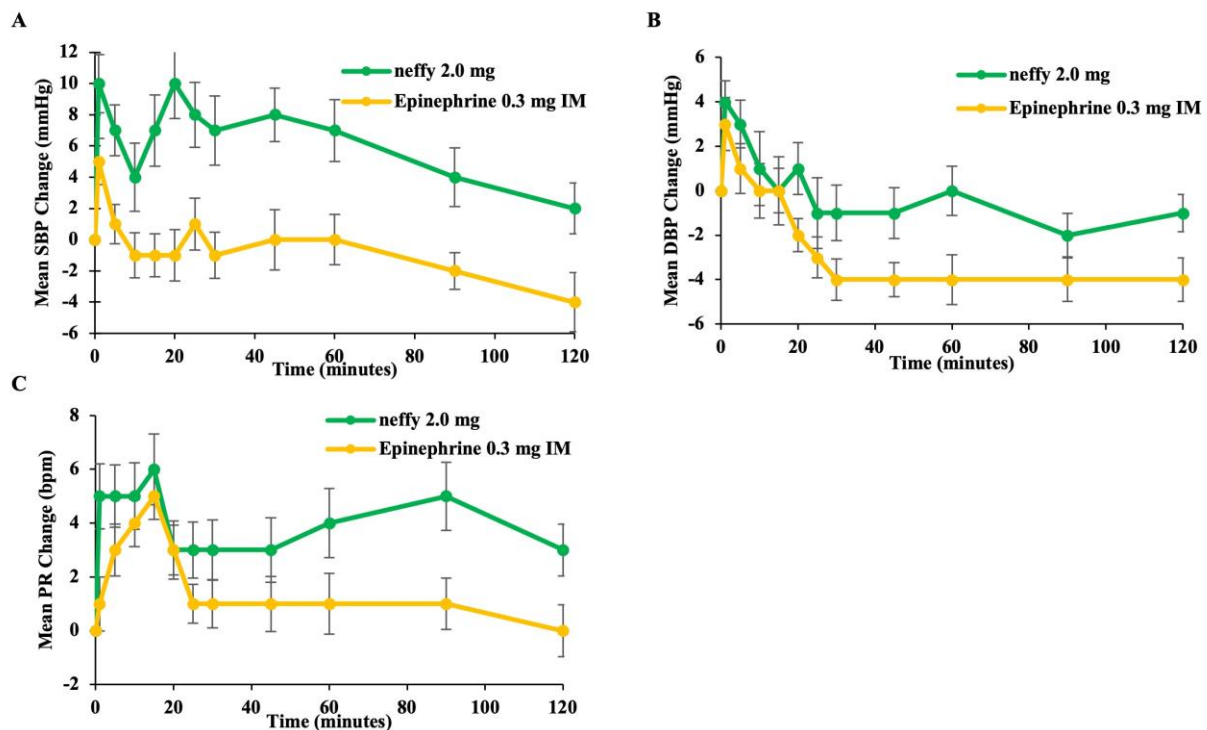 A
Mean SBP Change (mmHg)
12
10
8
6
4
2
0
-2
-4
-6
neffy 2.0 mg
Epinephrine 0.3 mg IM
0 20 40 60 80 100 120
Time (minutes)
B
Mean DBP Change (mmHg)
6
4
2
0
-2
-4
-6
neffy 2.0 mg
Epinephrine 0.3 mg IM
0 20 40 60 80 100 120
Time (minutes)
C
Mean PR Change (bpm)
8
6
4
2
0
-2
neffy 2.0 mg
Epinephrine 0.3 mg IM
0 20 40 60 80 100 120
Time (minutes)